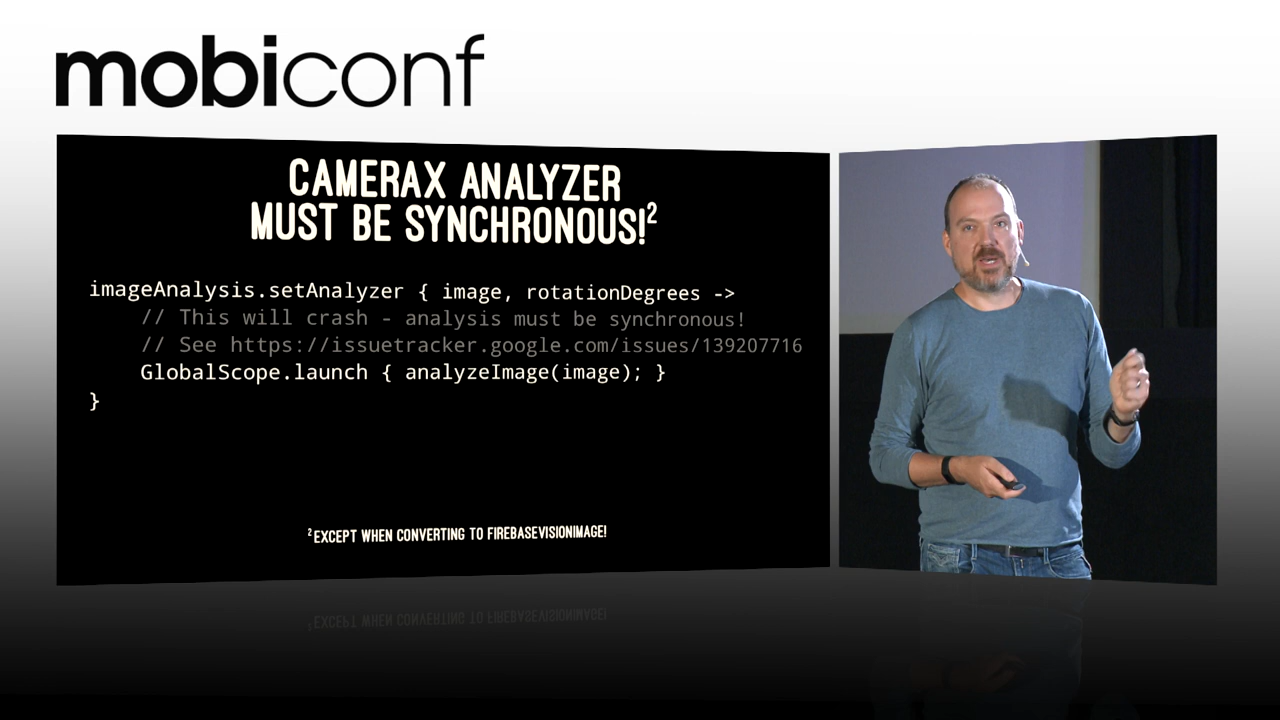 mobiconf
CAMERAX ANALYZER
MUST BE SYNCHRONOUS!²
imageAnalysis.setAnalyzer { image, rotationDegrees ->
// This will crash - analysis must be synchronous!
// See https://issuetracker.google.com/issues/139207716
GlobalScope.launch { analyzeImage(image); }
}
²EXCEPT WHEN CONVERTING TO FIREBASEVISIONIMAGE!